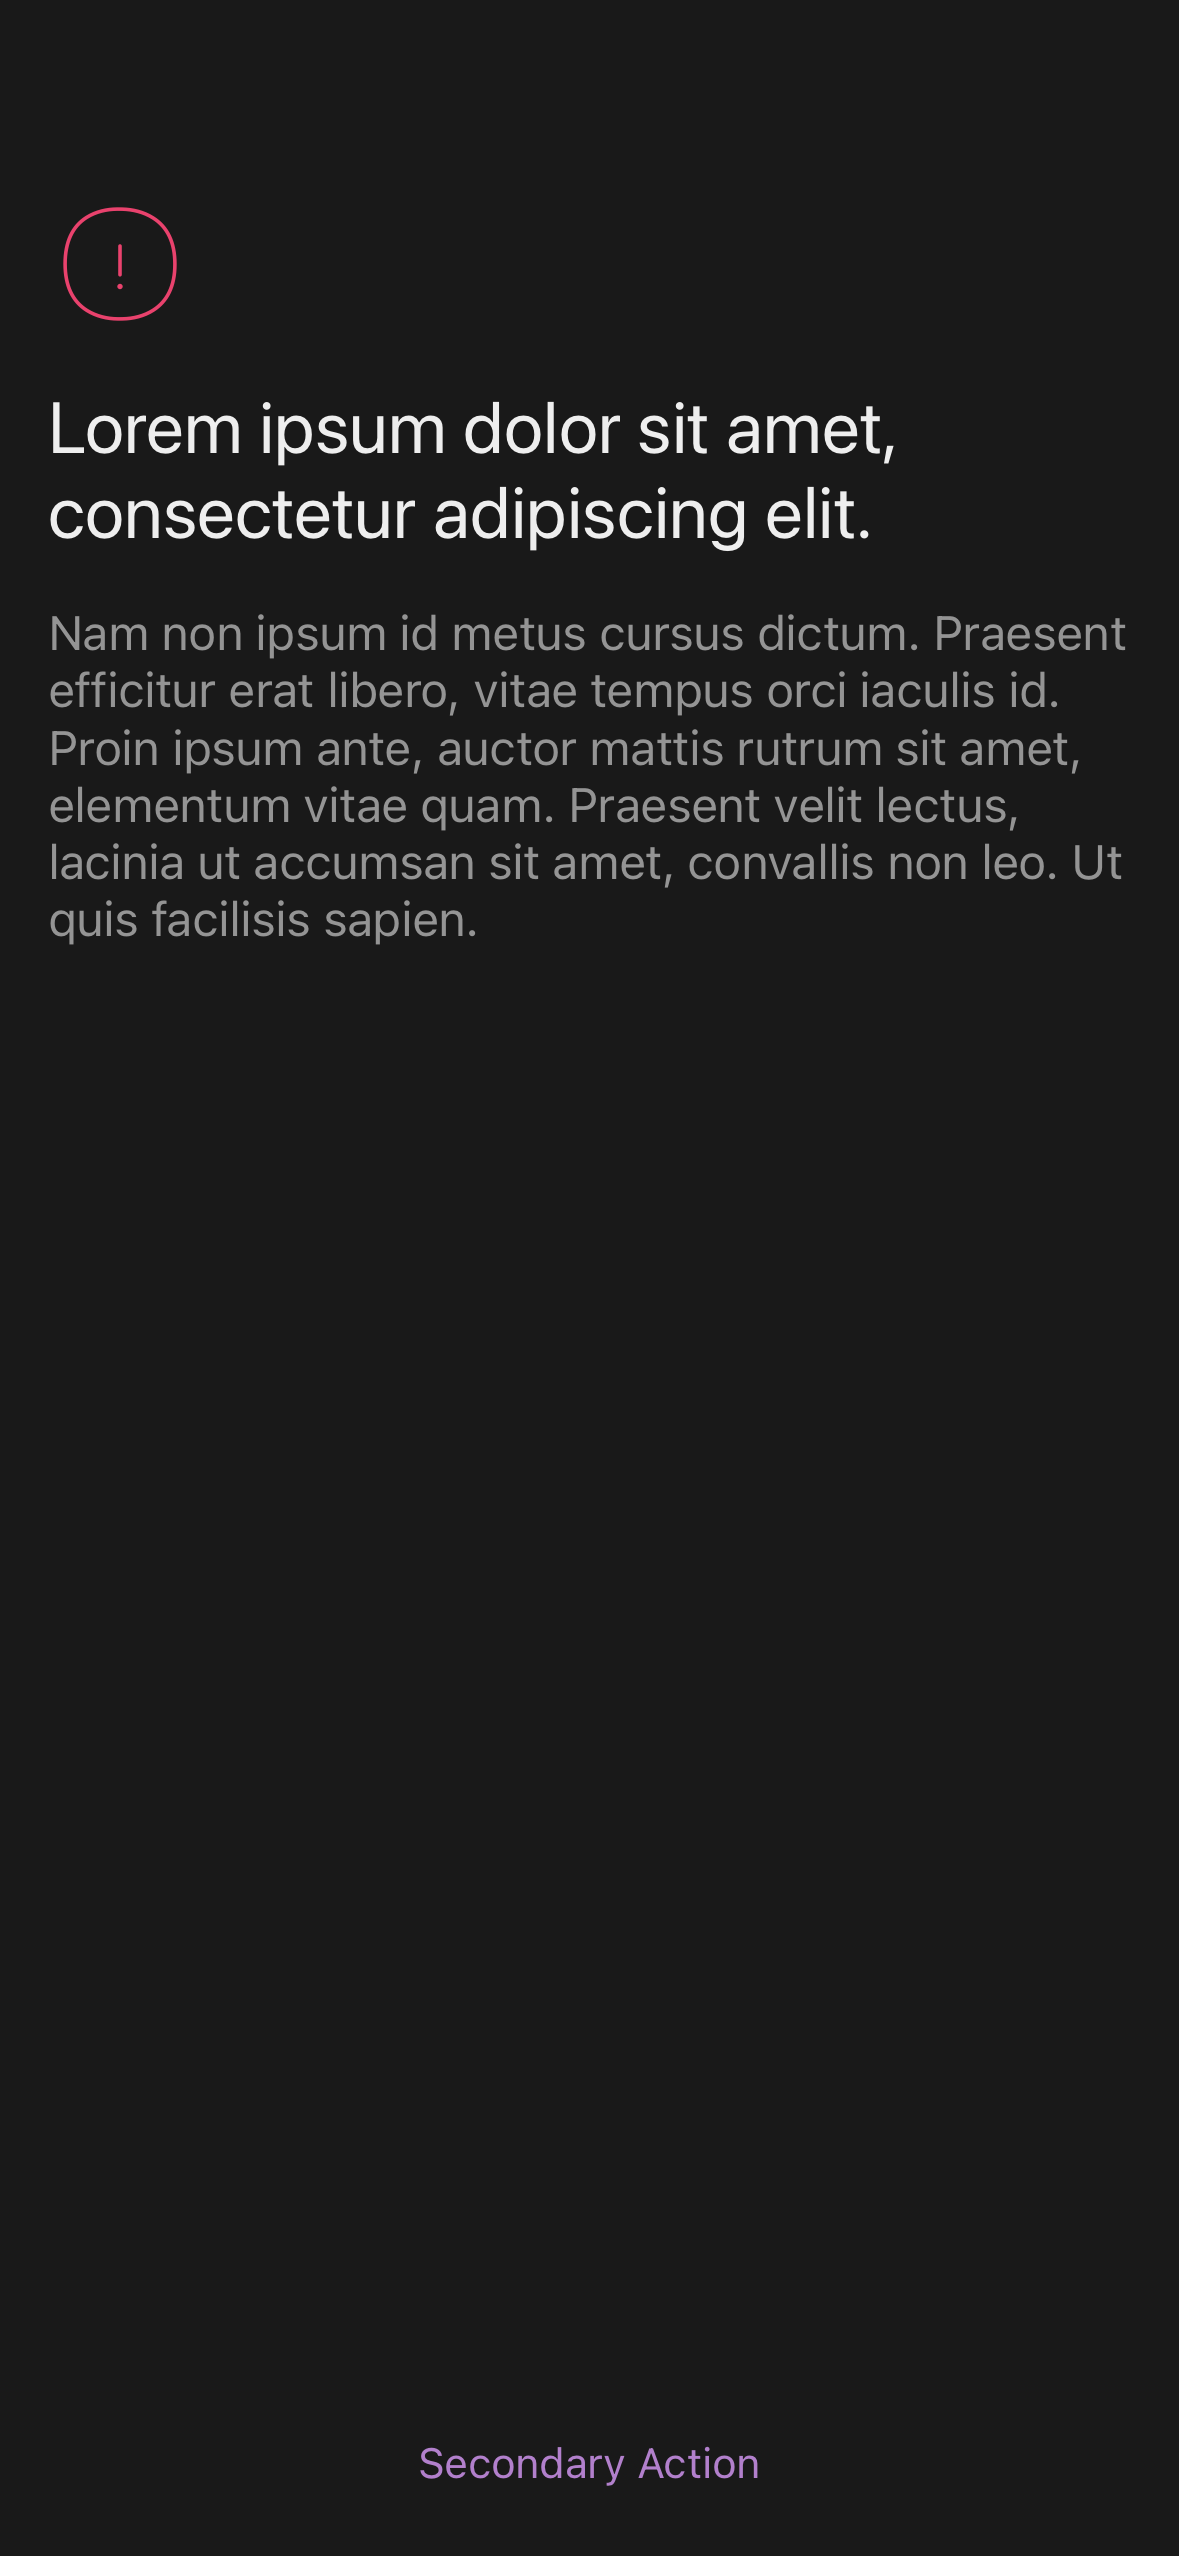 !
Lorem ipsum dolor sit amet,
consectetur adipiscing elit.
Nam non ipsum id metus cursus dictum. Praesent
efficitur erat libero, vitae tempus orci iaculis id.
Proin ipsum ante, auctor mattis rutrum sit amet,
elementum vitae quam. Praesent velit lectus,
lacinia ut accumsan sit amet, convallis non leo. Ut
quis facilisis sapien.
Secondary Action